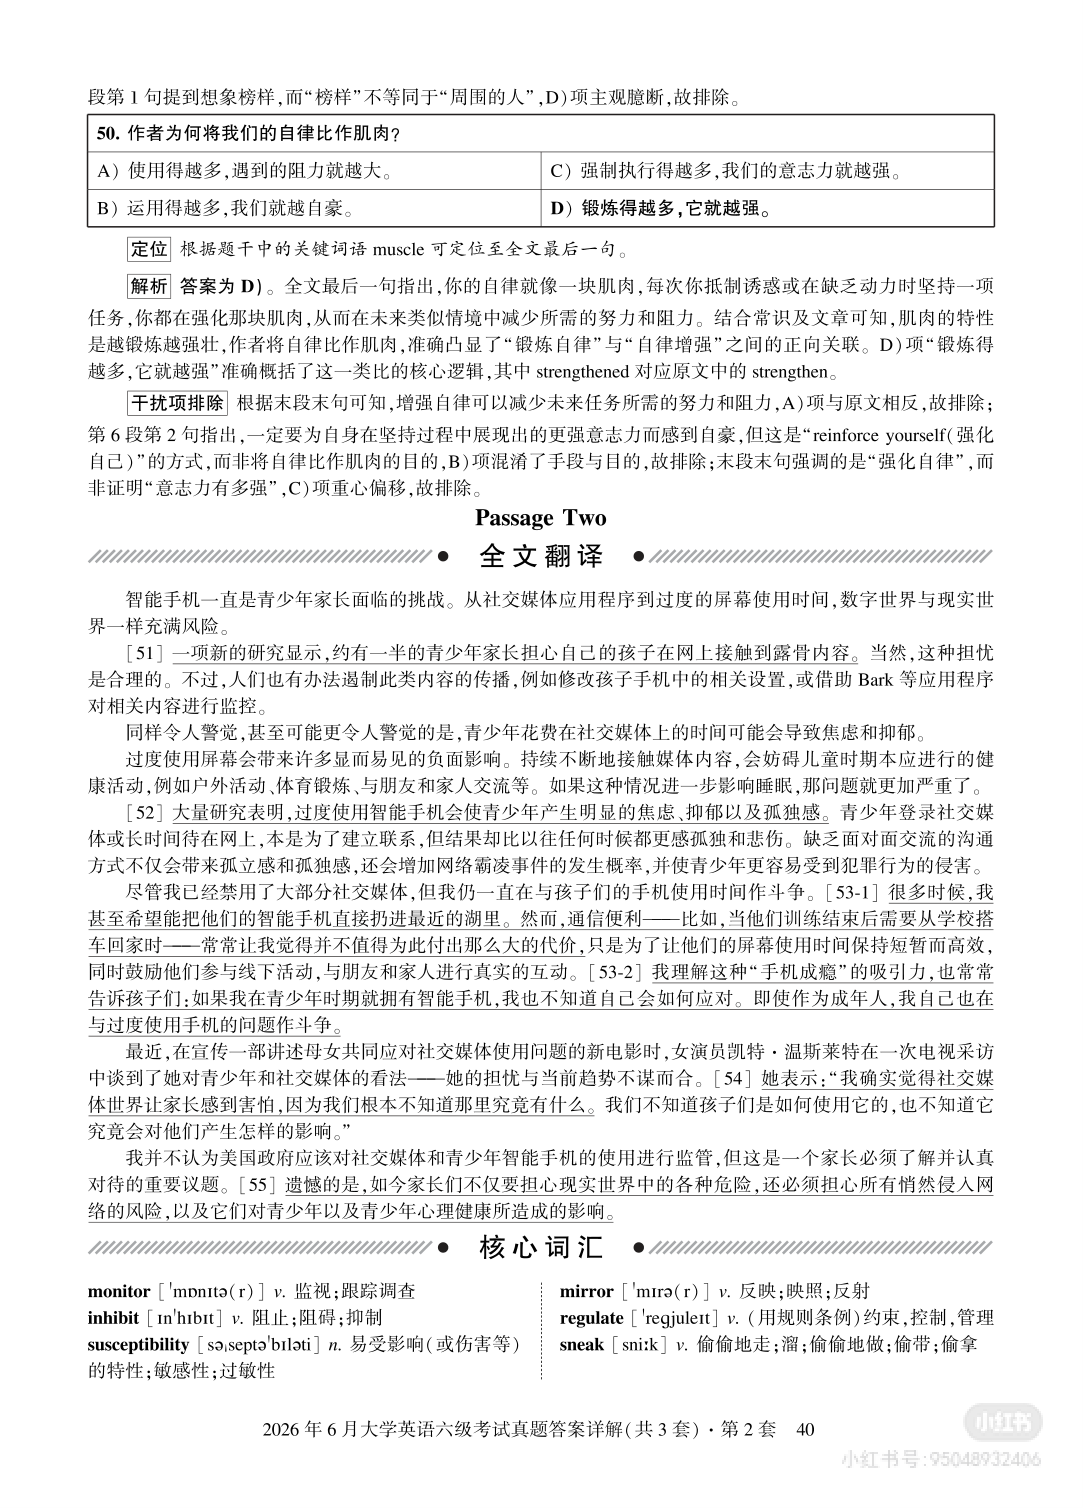 段第 1 句提到想象榜样,而“榜样”不等同于“周围的人”,D)项主观臆断,故排除。
50. 作者为何将我们的自律比作肌肉?
A) 使用得越多,遇到的阻力就越大。
C) 强制执行得越多,我们的意志力就越强。
B) 运用得越多,我们就越自豪。
D) 锻炼得越多,它就越强。
定位 根据题干中的关键词语 muscle 可定位至全文最后一句。
解析 答案为 D)。全文最后一句指出,你的自律就像一块肌肉,每次你抵制诱惑或在缺乏动力时坚持一项
任务,你都在强化那块肌肉,从而在未来类似情境中减少所需的努力和阻力。结合常识及文章可知,肌肉的特性
是越锻炼越强壮,作者将自律比作肌肉,准确凸显了“锻炼自律”与“自律增强”之间的正向关联。D)项“锻炼得
越多,它就越强”准确概括了这一类比的核心逻辑,其中 strengthened 对应原文中的 strengthen。
干扰项排除 根据末段末句可知,增强自律可以减少未来任务所需的努力和阻力,A)项与原文相反,故排除;
第 6 段第 2 句指出,一定要为自身在坚持过程中展现出的更强意志力而感到自豪,但这是“reinforce yourself(强化
自己)”的方式,而非将自律比作肌肉的目的,B)项混淆了手段与目的,故排除;末段末句强调的是“强化自律”,而
非证明“意志力有多强”,C)项重心偏移,故排除。
Passage Two
全文翻译
智能手机一直是青少年家长面临的挑战。从社交媒体应用程序到过度的屏幕使用时间,数字世界与现实世
界一样充满风险。
[51] 一项新的研究显示,约有一半的青少年家长担心自己的孩子在网上接触到露骨内容。当然,这种担忧
是合理的。不过,人们也有办法遏制此类内容的传播,例如修改孩子手机中的相关设置,或借助 Bark 等应用程序
对相关内容进行监控。
同样令人警觉,甚至可能更令人警觉的是,青少年花费在社交媒体上的时间可能会导致焦虑和抑郁。
过度使用屏幕会带来许多显而易见的负面影响。持续不断地接触媒体内容,会妨碍儿童时期本应进行的健
康活动,例如户外活动、体育锻炼、与朋友和家人交流等。如果这种情况进一步影响睡眠,那问题就更加严重了。
[52] 大量研究表明,过度使用智能手机会使青少年产生明显的焦虑、抑郁以及孤独感。青少年登录社交媒
体或长时间待在网上,本是为了建立联系,但结果却比以往任何时候都更感孤独和悲伤。缺乏面对面交流的沟通
方式不仅会带来孤立感和孤独感,还会增加网络霸凌事件的发生概率,并使青少年更容易受到犯罪行为的侵害。
尽管我已经禁用了大部分社交媒体,但我仍一直在与孩子们的手机使用时间作斗争。[53-1] 很多时候,我
甚至希望能把他们的智能手机直接扔进最近的湖里。然而,通信便利——比如,当他们训练结束后需要从学校搭
车回家时——常常让我觉得并不值得为此付出那么大的代价,只是为了让他们的屏幕使用时间保持短暂而高效,
同时鼓励他们参与线下活动,与朋友和家人进行真实的互动。[53-2] 我理解这种“手机成瘾”的吸引力,也常常
告诉孩子们:如果我在青少年时期就拥有智能手机,我也不知道自己会如何应对。即使作为成年人,我自己也在
与过度使用手机的问题作斗争。
最近,在宣传一部讲述母女共同应对社交媒体使用问题的新电影时,女演员凯特·温斯莱特在一次电视采访
中谈到了她对青少年和社交媒体的看法——她的担忧与当前趋势不谋而合。[54] 她表示:“我确实觉得社交媒
体世界让家长感到害怕,因为我们根本不知道那里究竟有什么。我们不知道孩子们是如何使用它的,也不知道它
究竟会对他们产生怎样的影响。”
我并不认为美国政府应该对社交媒体和青少年智能手机的使用进行监管,但这是一个家长必须了解并认真
对待的重要议题。[55] 遗憾的是,如今家长们不仅要担心现实世界中的各种危险,还必须担心所有悄然侵入网
络的风险,以及它们对青少年以及青少年心理健康所造成的影响。
核心词汇
monitor [ˈmɒnɪtə(r)] v. 监视;跟踪调查
inhibit [ɪnˈhɪbɪt] v. 阻止;阻碍;抑制
susceptibility [səˌseptəˈbɪləti] n. 易受影响(或伤害等)
的特性;敏感性;过敏性
mirror [ˈmɪrə(r)] v. 反映;映照;反射
regulate [ˈreɡjuleɪt] v. (用规则条例)约束,控制,管理
sneak [sniːk] v. 偷偷地走;溜;偷偷地做;偷带;偷拿
2026 年 6 月大学英语六级考试真题答案详解(共 3 套)·第 2 套 40
小红书
小红书号:95048932406